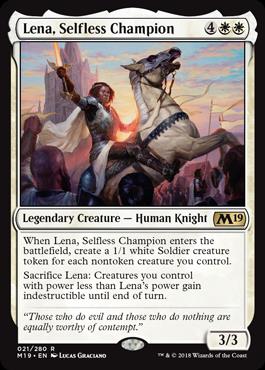 Lena, Selfless Champion 4
Legendary Creature — Human Knight M19
When Lena, Selfless Champion enters the
battlefield, create a 1/1 white Soldier creature
token for each nontoken creature you control.
Sacrifice Lena: Creatures you control
with power less than Lena's power gain
indestructible until end of turn.
“Those who do evil and those who do nothing are
equally worthy of contempt.”
3/3
021/280 R
M19 • EN Lucas Graciano ™ & © 2018 Wizards of the Coast